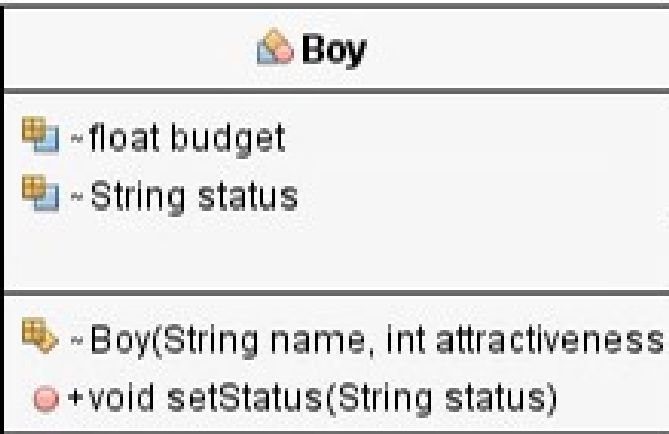 Boy
~float budget
~String status
~Boy(String name, int attractiveness
+void setStatus(String status)